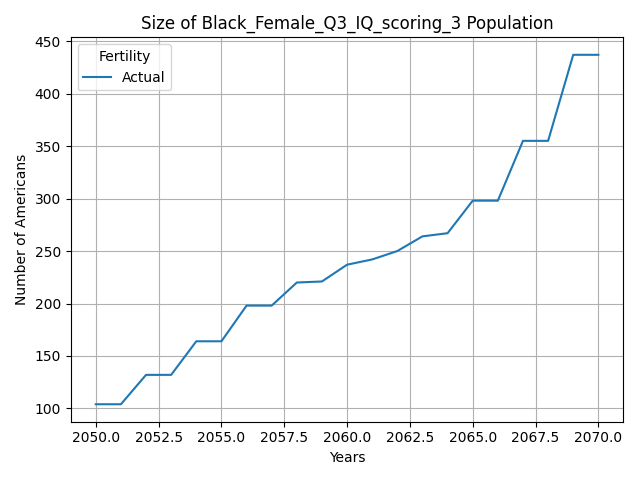 Size of Black_Female_Q3_IQ_scoring_3 Population
Fertility
Actual
450
400
350
300
250
200
150
100
Number of Americans
2050.0 2052.5 2055.0 2057.5 2060.0 2062.5 2065.0 2067.5 2070.0
Years